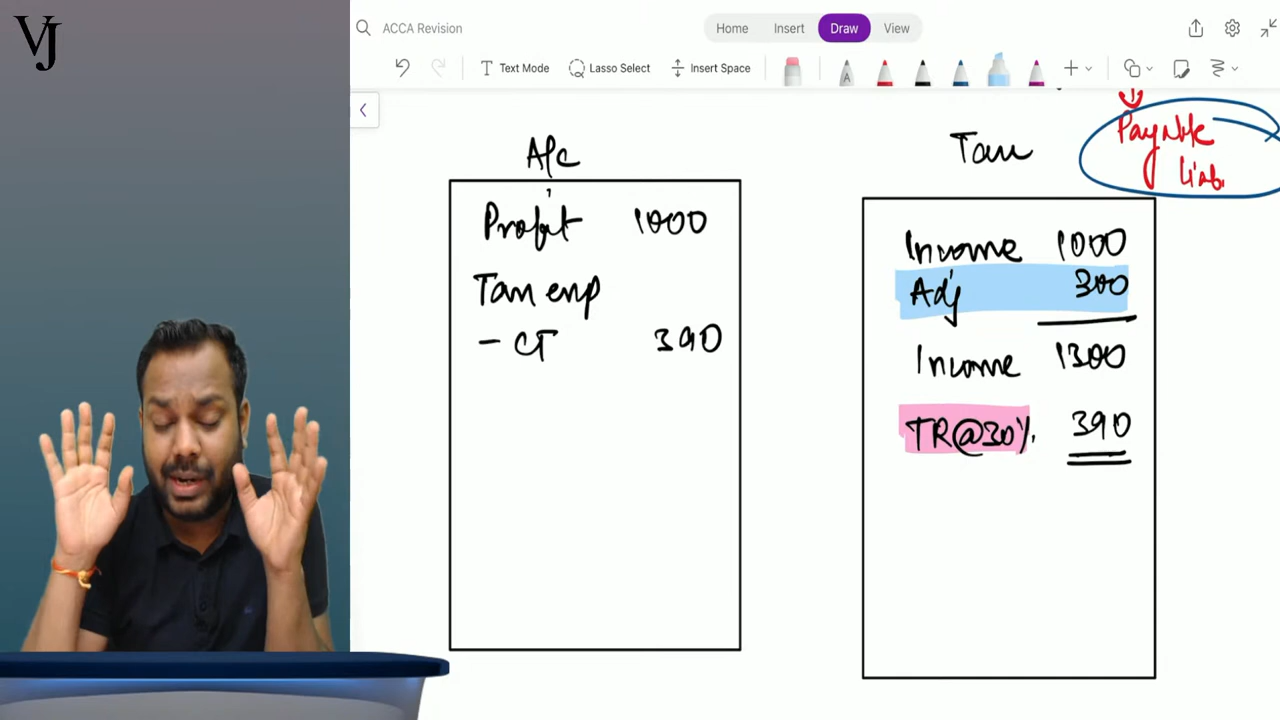 VJ
ACCA Revision
Home Insert Draw View
Text Mode Lasso Select Insert Space
A/c
Profit 1000
Tax exp
- CT 390
Tax
Payable
Liab.
Income 1000
Adj 300
Income 1300
TR@30% 390